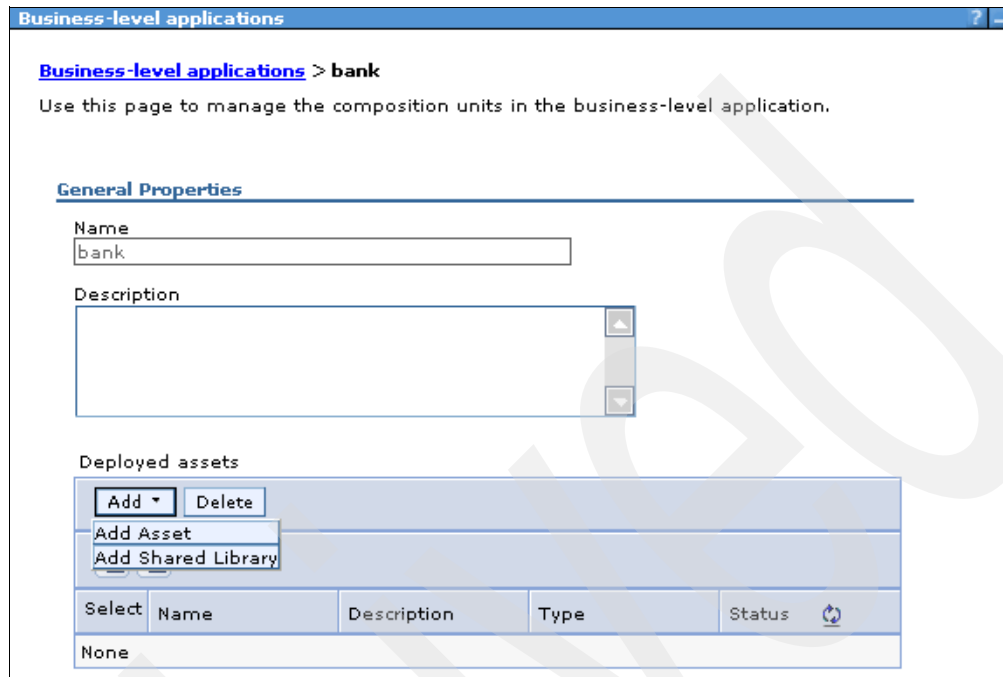 Business-level applications ? –
Business-level applications > bank
Use this page to manage the composition units in the business-level application.
General Properties
Name
bank
Description
Deployed assets
Add Delete
Add Asset
Add Shared Library
Select Name Description Type Status
None